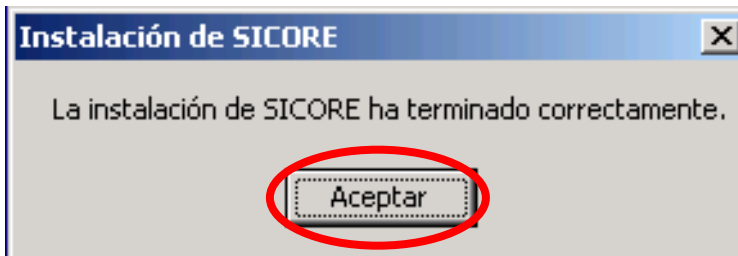 Instalación de SICORE
La instalación de SICORE ha terminado correctamente.
Aceptar